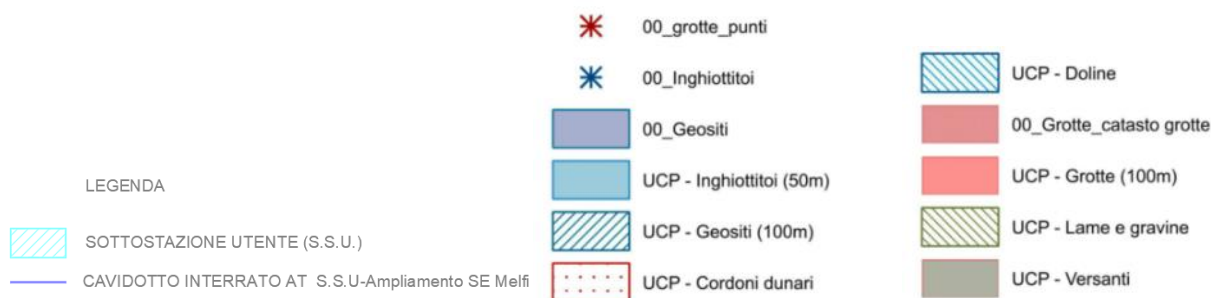 LEGENDA
SOTTOSTAZIONE UTENTE (S.S.U.)
CAVIDOTTO INTERRATO AT S.S.U-Ampliamento SE Melfi
00_grotte_punti
00_Inghiottitoi
00_Geositi
UCP - Inghiottitoi (50m)
UCP - Geositi (100m)
UCP - Cordoni dunari
UCP - Doline
00_Grotte_catasto grotte
UCP - Grotte (100m)
UCP - Lame e gravine
UCP - Versanti